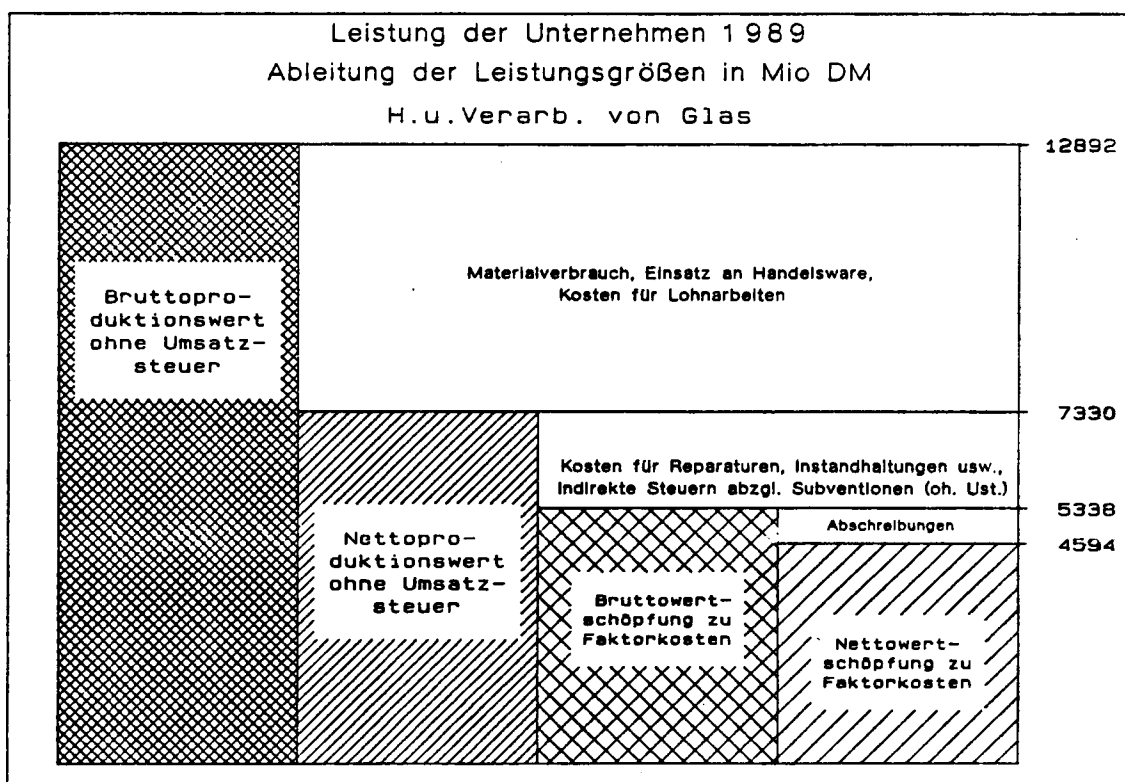 Leistung der Unternehmen 1989
Ableitung der Leistungsgrößen in Mio DM
H.u.Verarb. von Glas
12892
Materialverbrauch, Einsatz an Handelsware,
Kosten für Lohnarbeiten
Bruttopro-
duktionswert
ohne Umsatz-
steuer
7330
Kosten für Reparaturen, Instandhaltungen usw.,
Indirekte Steuern abzgl. Subventionen (oh. Ust.)
5338
Abschreibungen
4594
Nettopro-
duktionswert
ohne Umsatz-
steuer
Bruttowert-
schöpfung zu
Faktorkosten
Nettowert-
schöpfung zu
Faktorkosten